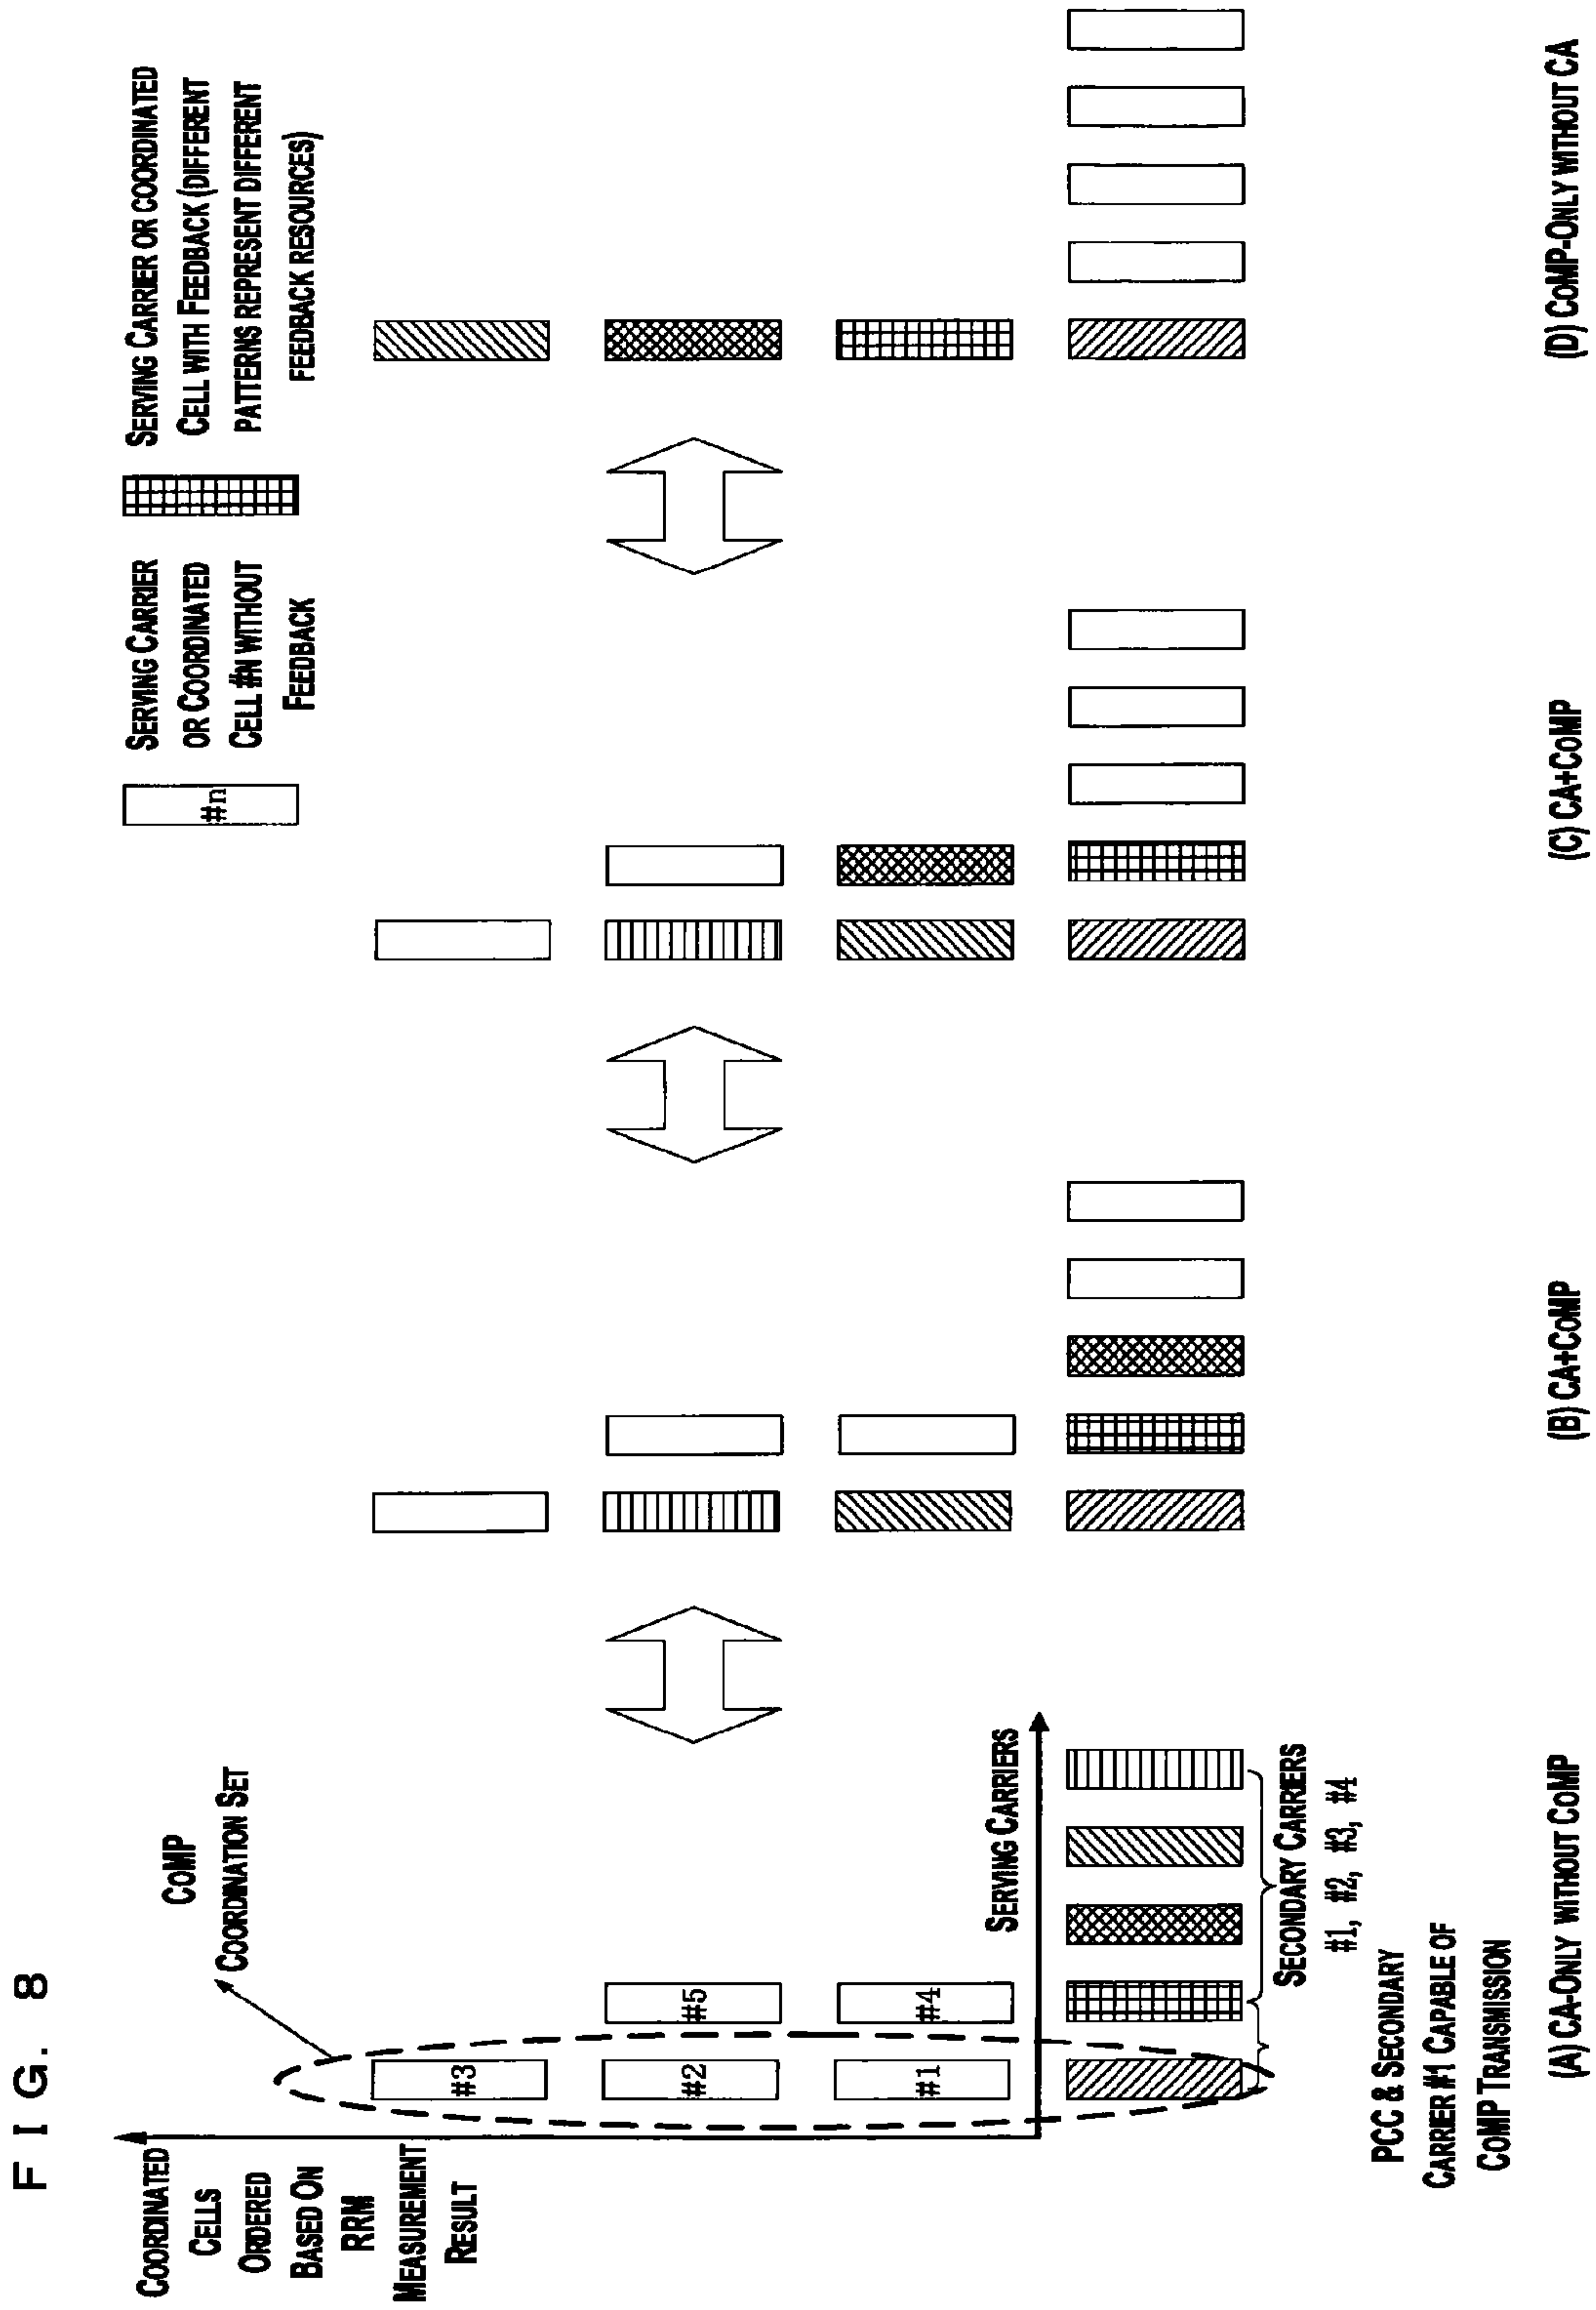 FIG. 8
COORDINATED
CELLS
ORDERED
BASED ON
RRM
MEASUREMENT
RESULT
COMP
COORDINATION SET
#3
#2
#5
#1
#4
SERVING CARRIERS
SECONDARY CARRIERS
#1, #2, #3, #4
PCC & SECONDARY
CARRIER #1 CAPABLE OF
COMP TRANSMISSION
(A) CA-ONLY WITHOUT COMP
(B) CA+COMP
(C) CA+COMP
(D) COMP-ONLY WITHOUT CA
#n
SERVING CARRIER
OR COORDINATED
CELL #N WITHOUT
FEEDBACK
SERVING CARRIER OR COORDINATED
CELL WITH FEEDBACK (DIFFERENT
PATTERNS REPRESENT DIFFERENT
FEEDBACK RESOURCES)